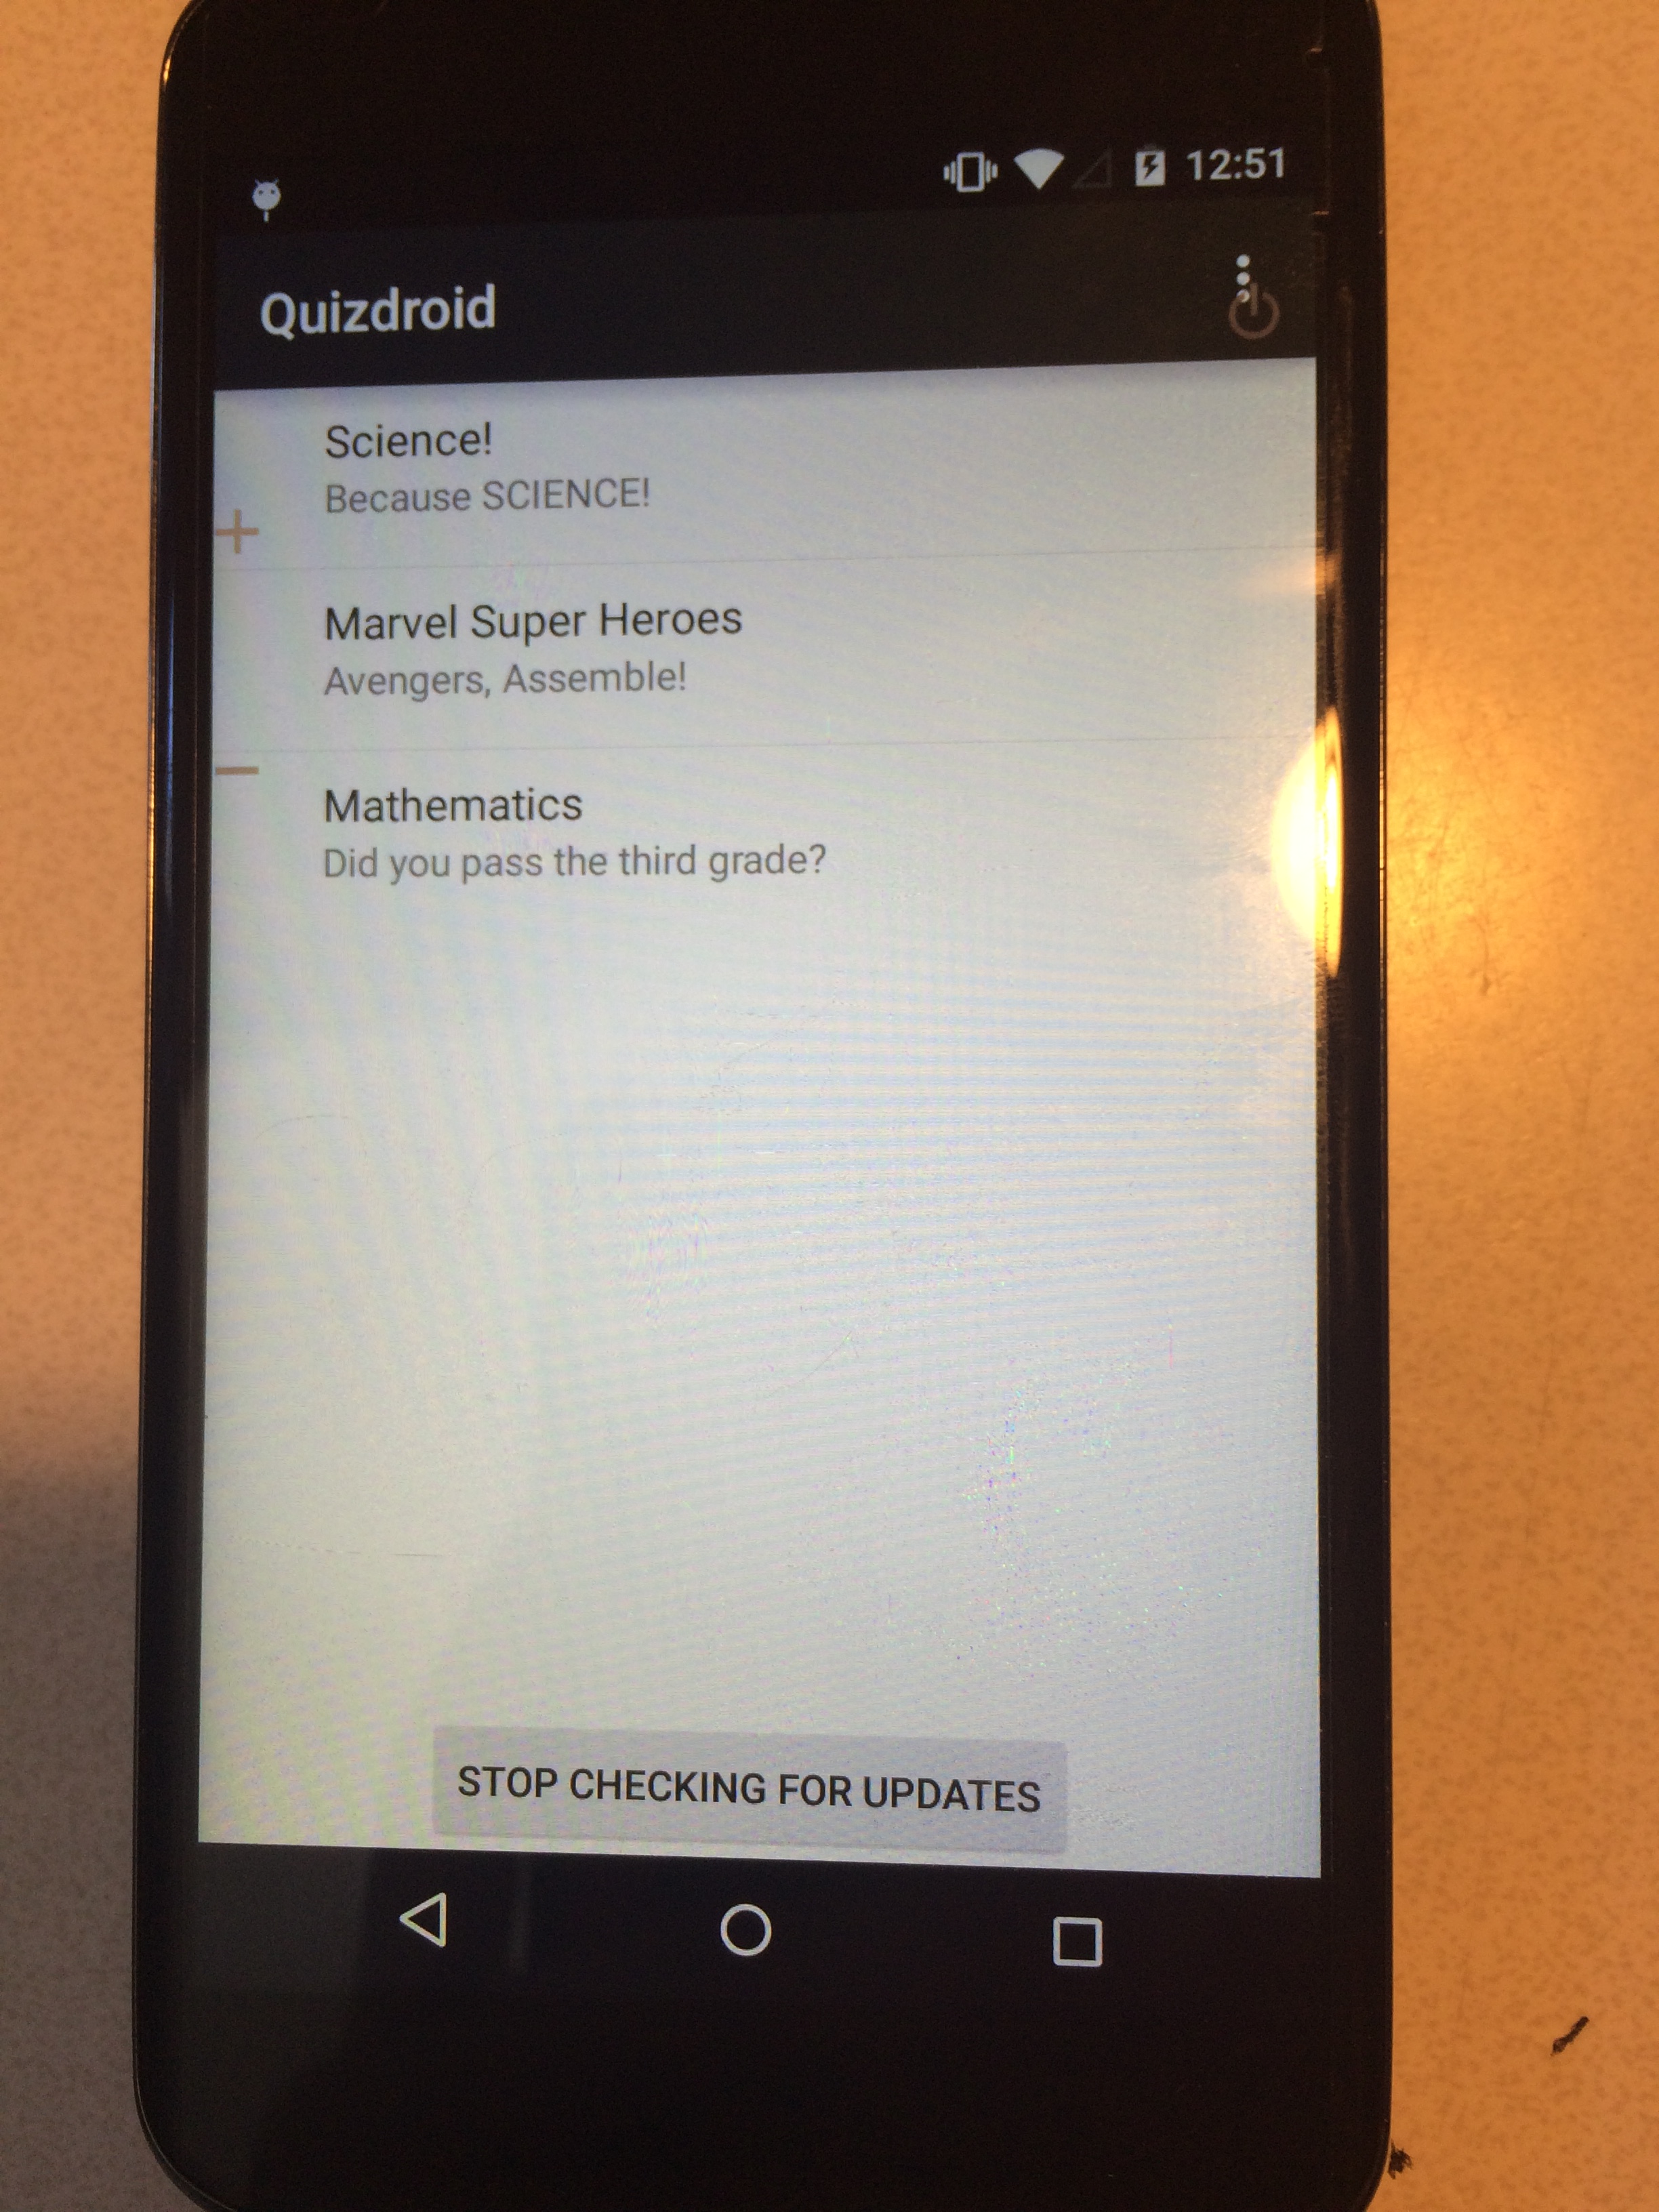 12:51
Quizdroid
Science!
Because SCIENCE!
Marvel Super Heroes
Avengers, Assemble!
Mathematics
Did you pass the third grade?
STOP CHECKING FOR UPDATES